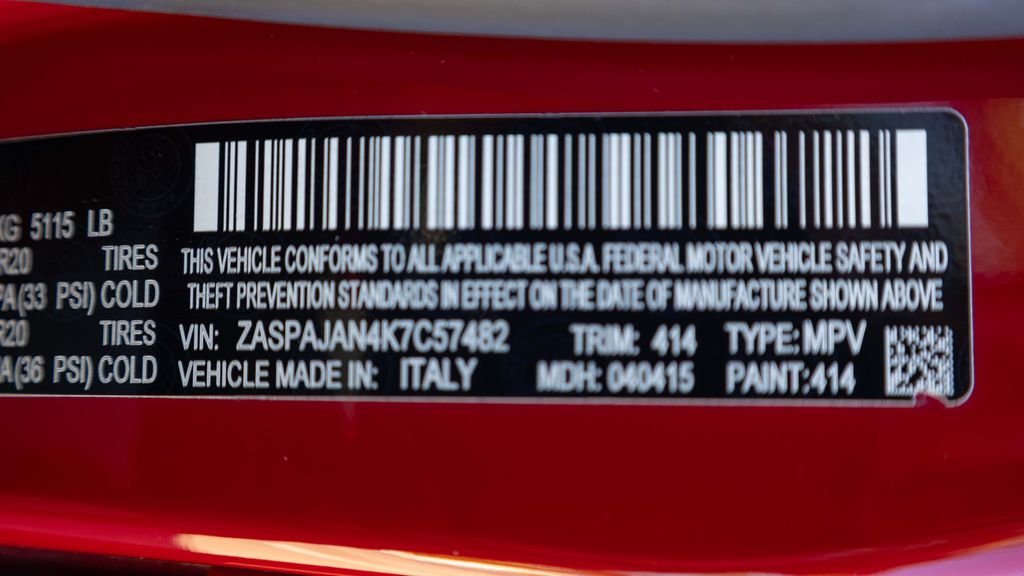 KG 5115 LB
R20 TIRES
PA(33 PSI) COLD
R20 TIRES
PA(36 PSI) COLD
THIS VEHICLE CONFORMS TO ALL APPLICABLE U.S.A. FEDERAL MOTOR VEHICLE SAFETY AND
THEFT PREVENTION STANDARDS IN EFFECT ON THE DATE OF MANUFACTURE SHOWN ABOVE
VIN: ZASPAJAN4K7C57482 TRIM: 414 TYPE: MPV
VEHICLE MADE IN: ITALY MDH: 040415 PAINT:414